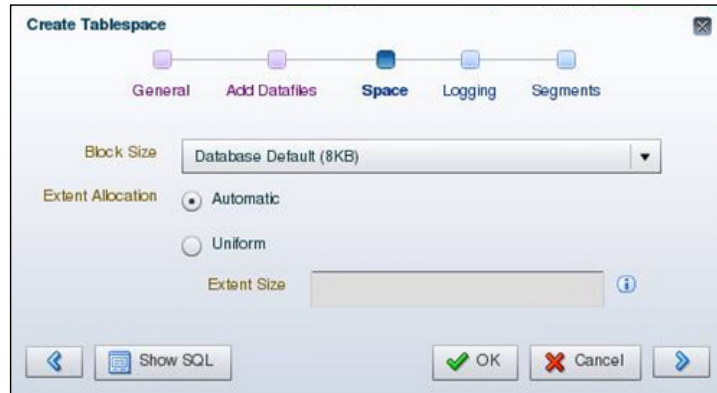 Create Tablespace
General Add Datafiles Space Logging Segments
Block Size Database Default (8KB)
Extent Allocation Automatic
Uniform
Extent Size
Show SQL OK Cancel